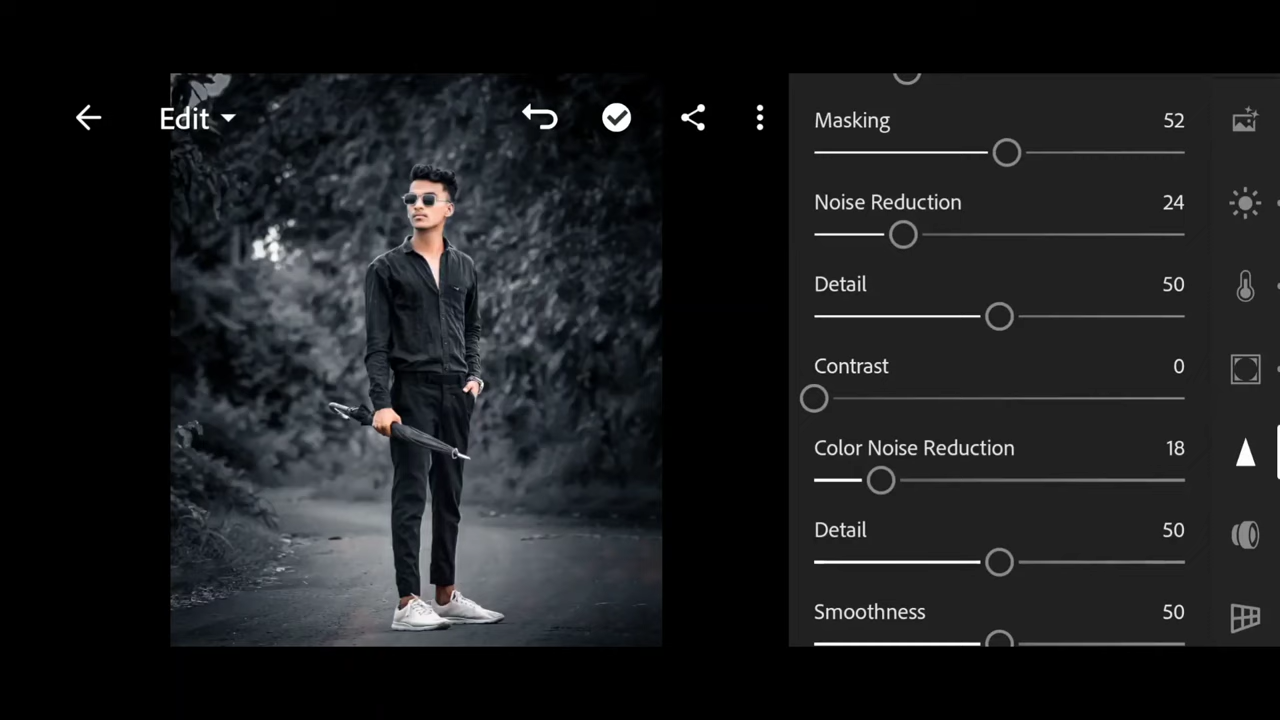 Edit
Masking 52
Noise Reduction 24
Detail 50
Contrast 0
Color Noise Reduction 18
Detail 50
Smoothness 50